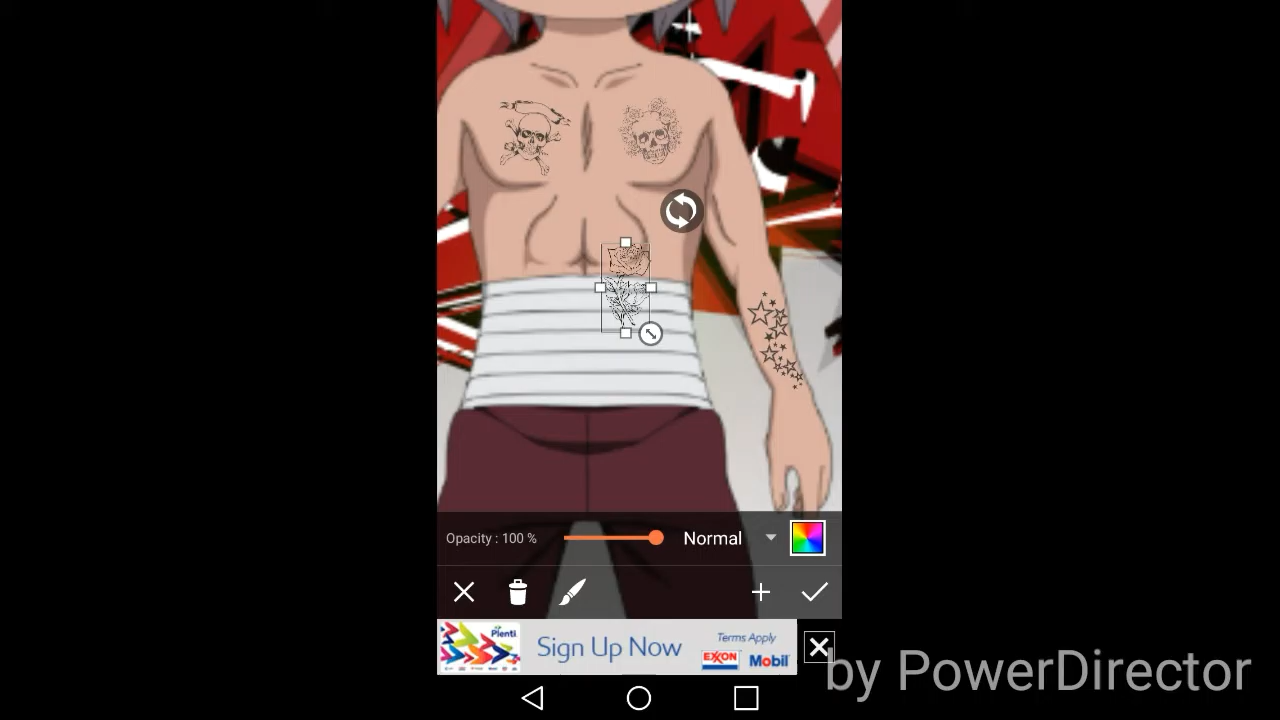 Opacity : 100 %
Normal
Plenti
Sign Up Now
Terms Apply
EXXON
Mobil
by PowerDirector